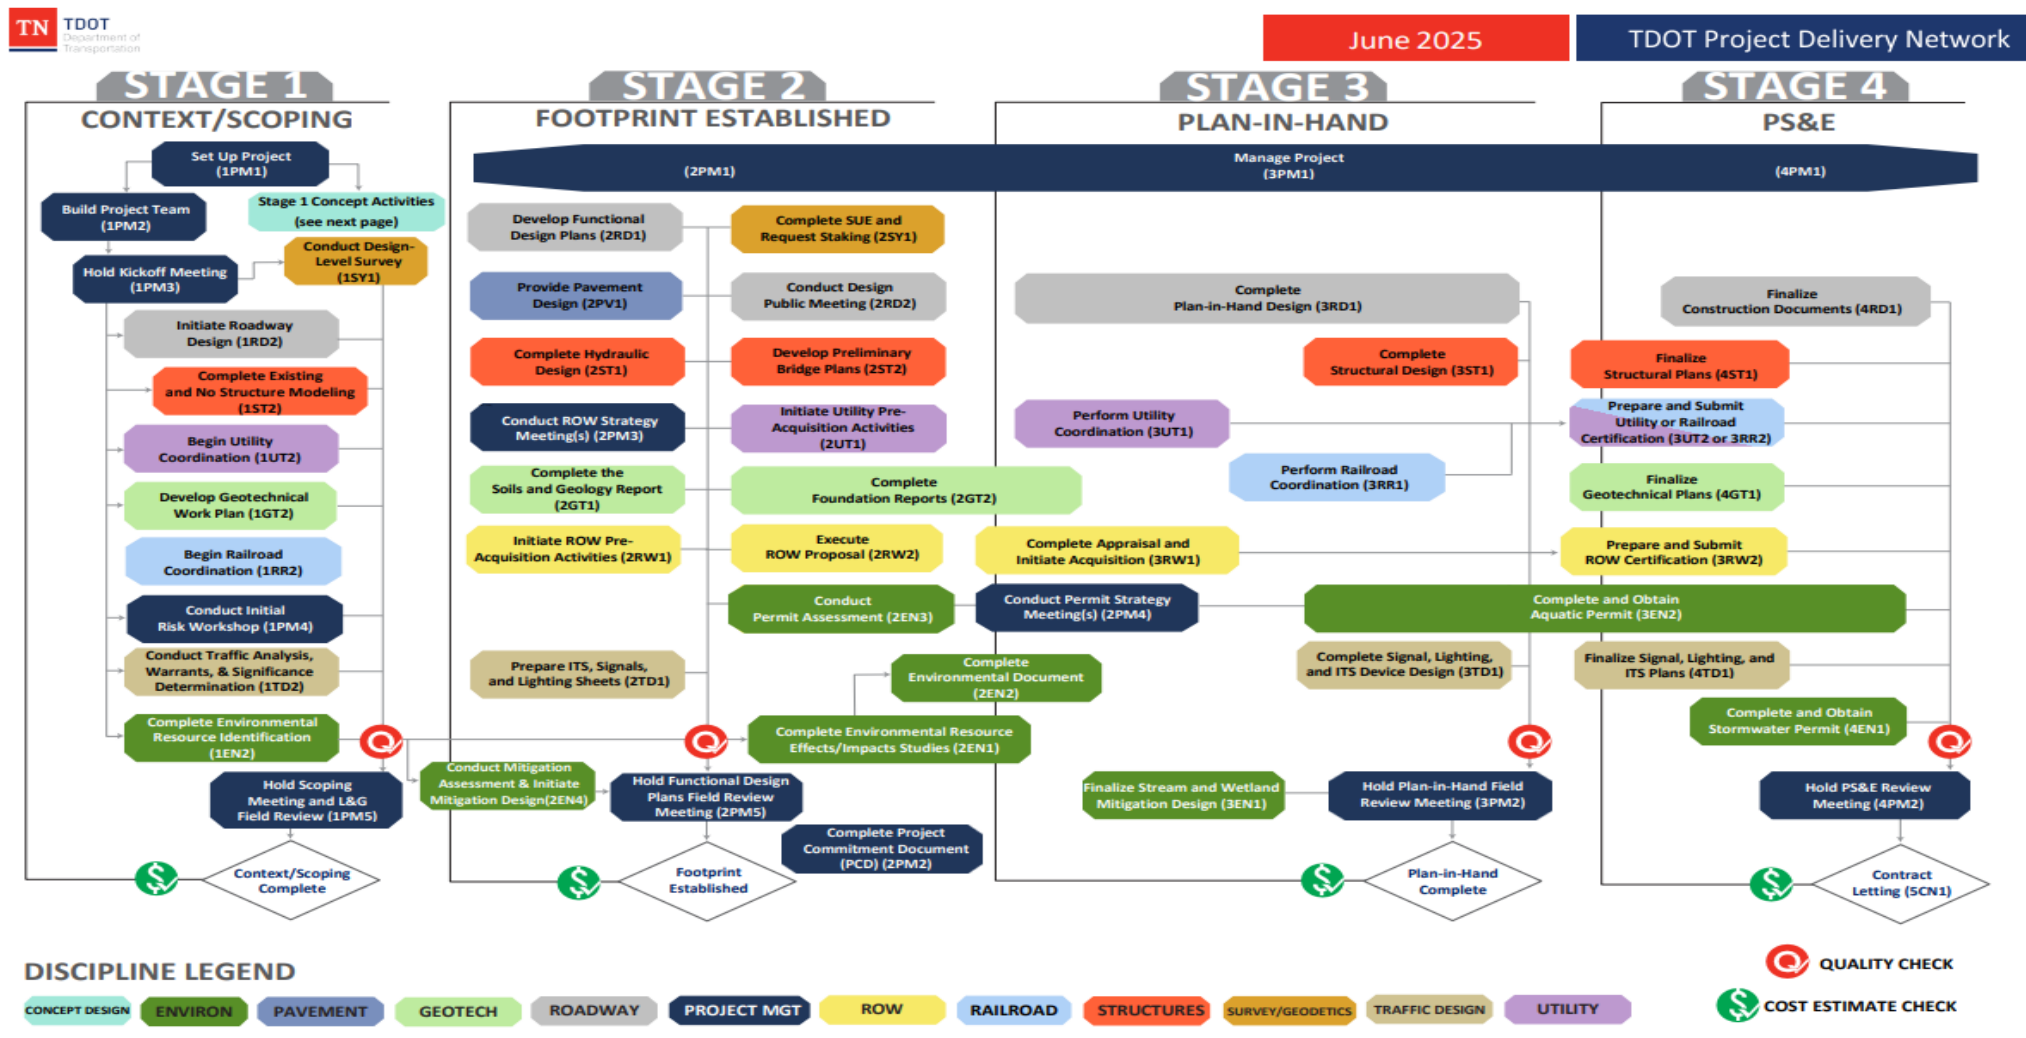 TN
TDOT
Department of
Transportation
June 2025
TDOT Project Delivery Network
STAGE 1
CONTEXT/SCOPING
Set Up Project
(1PM1)
Build Project Team
(1PM2)
Stage 1 Concept Activities
(see next page)
Hold Kickoff Meeting
(1PM3)
Conduct Design-
Level Survey
(1SY1)
Initiate Roadway
Design (1RD2)
Complete Existing
and No Structure Modeling
(1ST2)
Begin Utility
Coordination (1UT2)
Develop Geotechnical
Work Plan (1GT2)
Begin Railroad
Coordination (1RR2)
Conduct Initial
Risk Workshop (1PM4)
Conduct Traffic Analysis,
Warrants, & Significance
Determination (1TD2)
Complete Environmental
Resource Identification
(1EN2)
Hold Scoping
Meeting and L&G
Field Review (1PM5)
Context/Scoping
Complete
STAGE 2
FOOTPRINT ESTABLISHED
Manage Project
(2PM1)
(3PM1)
(4PM1)
Develop Functional
Design Plans (2RD1)
Complete SUE and
Request Staking (2SY1)
Provide Pavement
Design (2PV1)
Conduct Design
Public Meeting (2RD2)
Complete Hydraulic
Design (2ST1)
Develop Preliminary
Bridge Plans (2ST2)
Conduct ROW Strategy
Meeting(s) (2PM3)
Initiate Utility Pre-
Acquisition Activities
(2UT1)
Complete the
Soils and Geology Report
(2GT1)
Complete
Foundation Reports (2GT2)
Initiate ROW Pre-
Acquisition Activities (2RW1)
Execute
ROW Proposal (2RW2)
Conduct
Permit Assessment (2EN3)
Conduct Permit Strategy
Meeting(s) (2PM4)
Prepare ITS, Signals,
and Lighting Sheets (2TD1)
Complete
Environmental Document
(2EN2)
Complete Environmental Resource
Effects/Impacts Studies (2EN1)
Conduct Mitigation
Assessment & Initiate
Mitigation Design(2EN4)
Hold Functional Design
Plans Field Review
Meeting (2PM5)
Complete Project
Commitment Document
(PCD) (2PM2)
Footprint
Established
STAGE 3
PLAN-IN-HAND
Complete
Plan-in-Hand Design (3RD1)
Complete
Structural Design (3ST1)
Perform Utility
Coordination (3UT1)
Perform Railroad
Coordination (3RR1)
Complete Appraisal and
Initiate Acquisition (3RW1)
Complete and Obtain
Aquatic Permit (3EN2)
Complete Signal, Lighting,
and ITS Device Design (3TD1)
Finalize Stream and Wetland
Mitigation Design (3EN1)
Hold Plan-in-Hand Field
Review Meeting (3PM2)
Plan-in-Hand
Complete
STAGE 4
PS&E
Finalize
Construction Documents (4RD1)
Finalize
Structural Plans (4ST1)
Prepare and Submit
Utility or Railroad
Certification (3UT2 or 3RR2)
Finalize
Geotechnical Plans (4GT1)
Prepare and Submit
ROW Certification (3RW2)
Finalize Signal, Lighting, and
ITS Plans (4TD1)
Complete and Obtain
Stormwater Permit (4EN1)
Hold PS&E Review
Meeting (4PM2)
Contract
Letting (5CN1)
DISCIPLINE LEGEND
CONCEPT DESIGN
ENVIRON
PAVEMENT
GEOTECH
ROADWAY
PROJECT MGT
ROW
RAILROAD
STRUCTURES
SURVEY/GEODETICS
TRAFFIC DESIGN
UTILITY
QUALITY CHECK
COST ESTIMATE CHECK